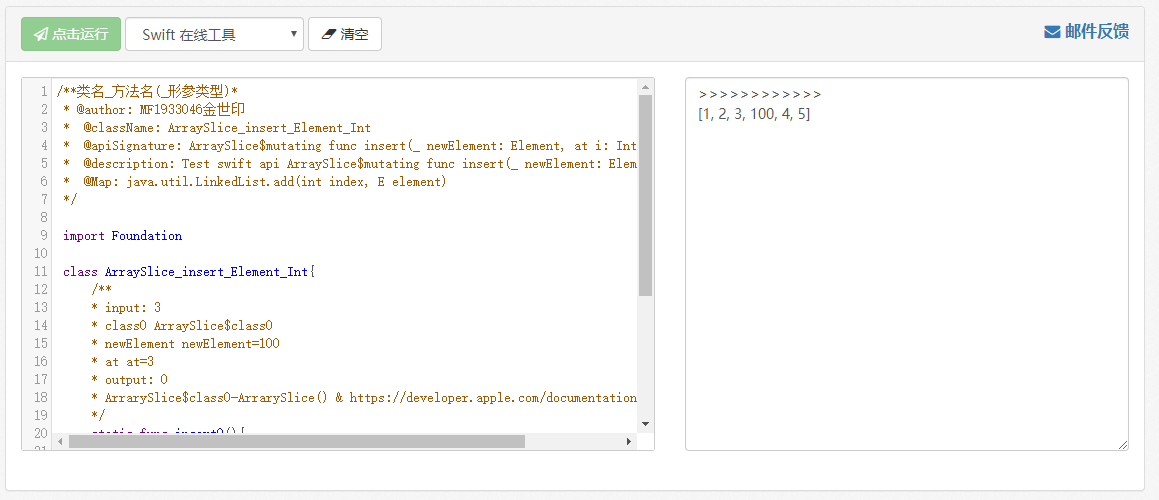 点击运行 Swift 在线工具 清空 邮件反馈
1 /**类名_方法名(_形参类型)*
2 * @author: MF1933046金世印
3 *  @className: ArraySlice_insert_Element_Int
4 *  @apiSignature: ArraySlice$mutating func insert(_ newElement: Element, at i: Int
5 *  @description: Test swift api ArraySlice$mutating func insert(_ newElement: Elem
6 *  @Map: java.util.LinkedList.add(int index, E element)
7 */
8
9 import Foundation
10
11 class ArraySlice_insert_Element_Int{
12 /**
13 * input: 3
14 * class0 ArraySlice$class0
15 * newElement newElement=100
16 * at at=3
17 * output: 0
18 * ArrarySlice$class0-ArrarySlice() & https://developer.apple.com/documentation
19 */
20 static func insert0(){
21
>>>>>>>>>>>>
[1, 2, 3, 100, 4, 5]